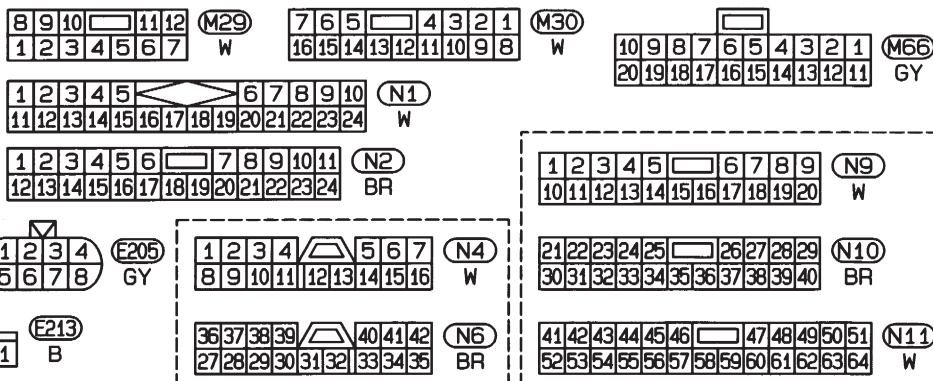 8 9 10 11 12 M29
1 2 3 4 5 6 7 W
7 6 5 4 3 2 1 M30
16 15 14 13 12 11 10 9 8 W
10 9 8 7 6 5 4 3 2 1 M66
20 19 18 17 16 15 14 13 12 11 GY
1 2 3 4 5 6 7 8 9 10 N1
11 12 13 14 15 16 17 18 19 20 21 22 23 24 W
1 2 3 4 5 6 7 8 9 10 11 N2
12 13 14 15 16 17 18 19 20 21 22 23 24 BR
1 2 3 4 5 6 7 8 9 N9
10 11 12 13 14 15 16 17 18 19 20 W
1 2 3 4 E205
5 6 7 8 GY
1 2 3 4 5 6 7 N4
8 9 10 11 12 13 14 15 16 W
21 22 23 24 25 26 27 28 29 N10
30 31 32 33 34 35 36 37 38 39 40 BR
E213
1 B
36 37 38 39 40 41 42 N6
27 28 29 30 31 32 33 34 35 BR
41 42 43 44 45 46 47 48 49 50 51 N11
52 53 54 55 56 57 58 59 60 61 62 63 64 W